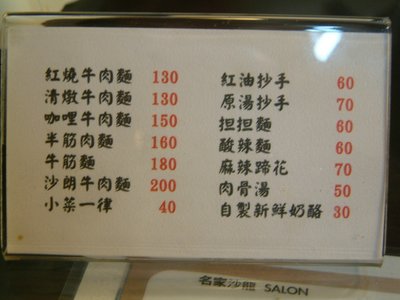 紅燒牛肉麵 130
清燉牛肉麵 130
咖哩牛肉麵 150
半筋肉麵 160
牛筋麵 180
沙朗牛肉麵 200
小菜一律 40
紅油抄手 60
原湯抄手 70
担担麵 60
酸辣麵 60
麻辣蹄花 70
肉骨湯 50
自製新鮮奶酪 30
名家沙龍 SALON